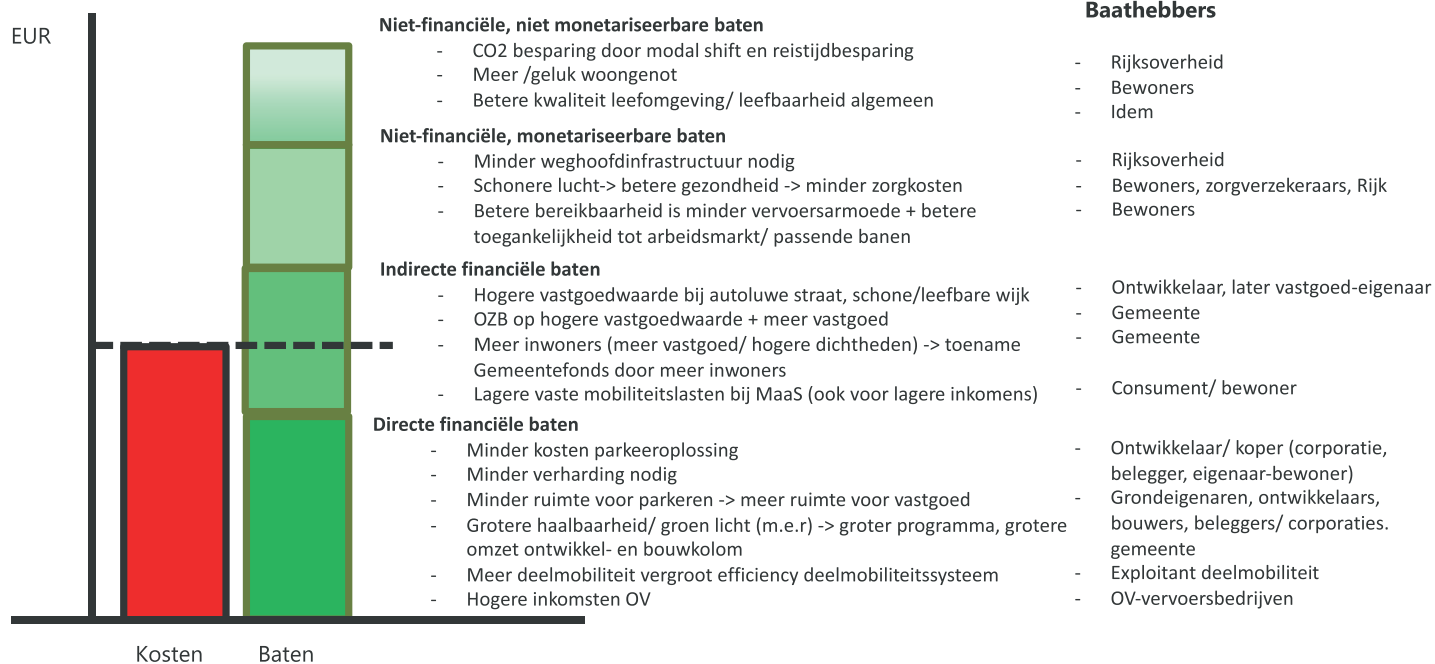 EUR
Niet-financiële, niet monetariseerbare baten
- CO2 besparing door modal shift en reistijdbesparing
- Meer /geluk woongenot
- Betere kwaliteit leefomgeving/ leefbaarheid algemeen
Niet-financiële, monetariseerbare baten
- Minder weghoofdinfrastructuur nodig
- Schonere lucht-> betere gezondheid -> minder zorgkosten
- Betere bereikbaarheid is minder vervoersarmoede + betere
toegankelijkheid tot arbeidsmarkt/ passende banen
Indirecte financiële baten
- Hogere vastgoedwaarde bij autoluwe straat, schone/leefbare wijk
- OZB op hogere vastgoedwaarde + meer vastgoed
- Meer inwoners (meer vastgoed/ hogere dichtheden) -> toename
Gemeentefonds door meer inwoners
- Lagere vaste mobiliteitslasten bij MaaS (ook voor lagere inkomens)
Directe financiële baten
- Minder kosten parkeeroplossing
- Minder verharding nodig
- Minder ruimte voor parkeren -> meer ruimte voor vastgoed
- Grotere haalbaarheid/ groen licht (m.e.r) -> groter programma, grotere
omzet ontwikkel- en bouwkolom
- Meer deelmobiliteit vergroot efficiency deelmobiliteitssysteem
- Hogere inkomsten OV
Baathebbers
- Rijksoverheid
- Bewoners
- Idem
- Rijksoverheid
- Bewoners, zorgverzekeraars, Rijk
- Bewoners
- Ontwikkelaar, later vastgoed-eigenaar
- Gemeente
- Gemeente
- Consument/ bewoner
- Ontwikkelaar/ koper (corporatie,
belegger, eigenaar-bewoner)
- Grondeigenaren, ontwikkelaars,
bouwers, beleggers/ corporaties.
gemeente
- Exploitant deelmobiliteit
- OV-vervoersbedrijven
Kosten
Baten